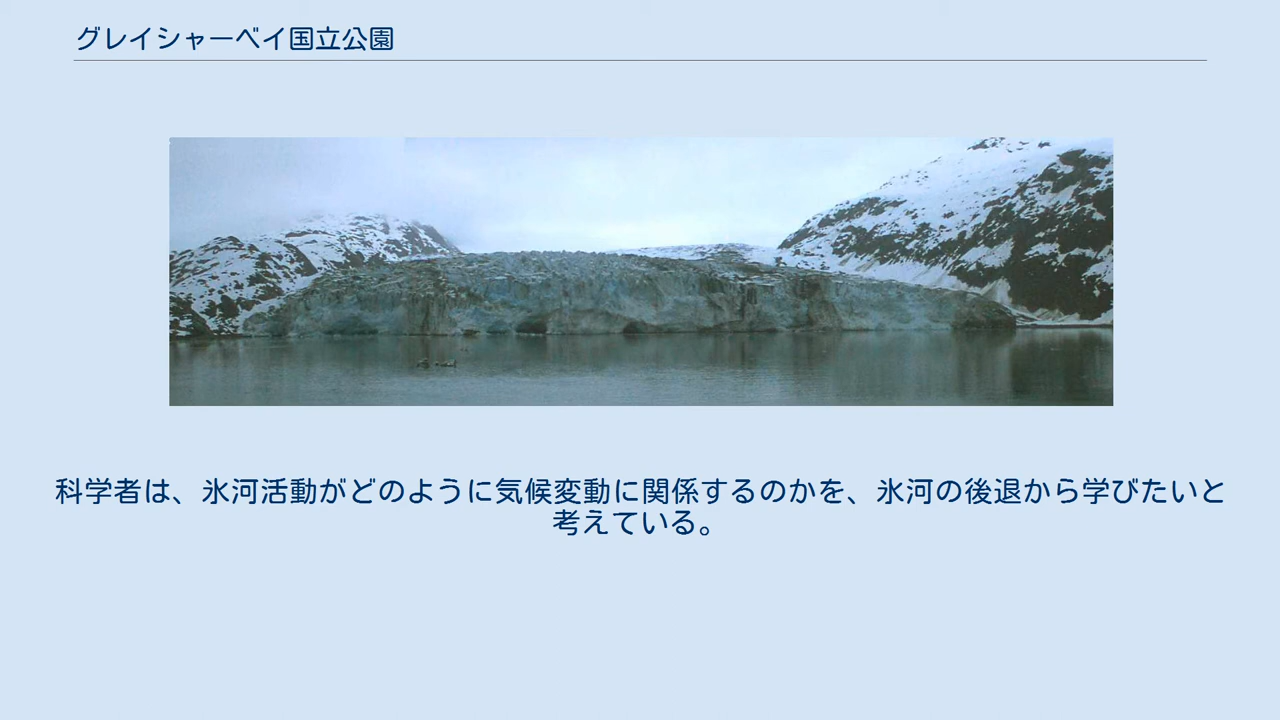 グレイシャーベイ国立公園
科学者は、氷河活動がどのように気候変動に関係するのかを、氷河の後退から学びたいと
考えている。